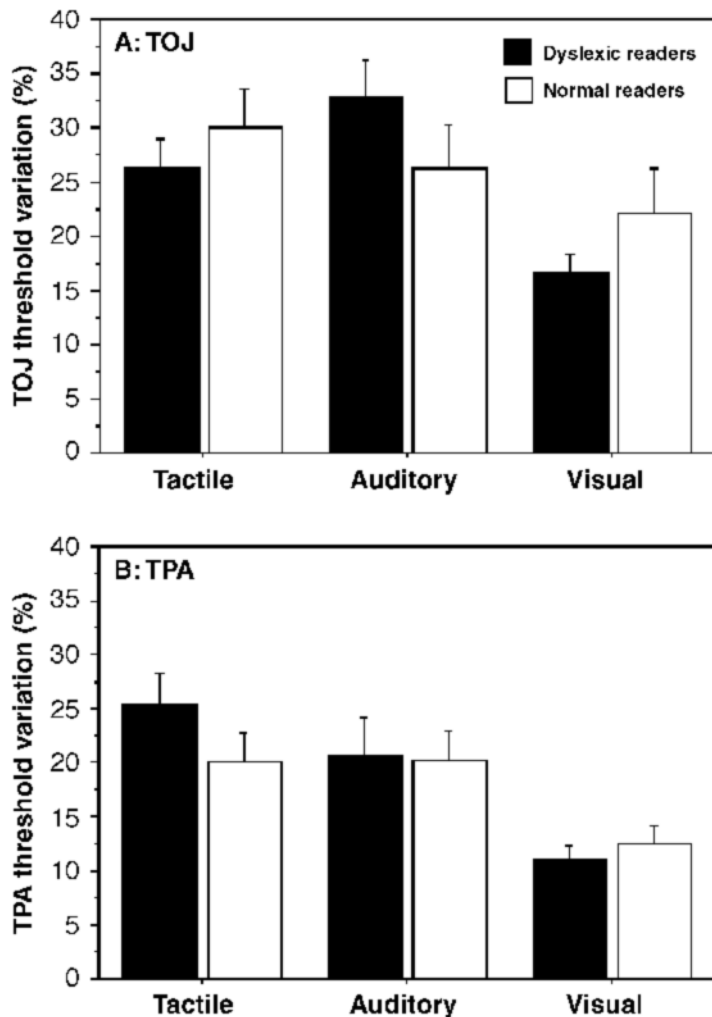 A: TOJ
Dyslexic readers
Normal readers
TOJ threshold variation (%)
40
35
30
25
20
15
10
5
0
Tactile Auditory Visual
B: TPA
TPA threshold variation (%)
40
35
30
25
20
15
10
5
0
Tactile Auditory Visual